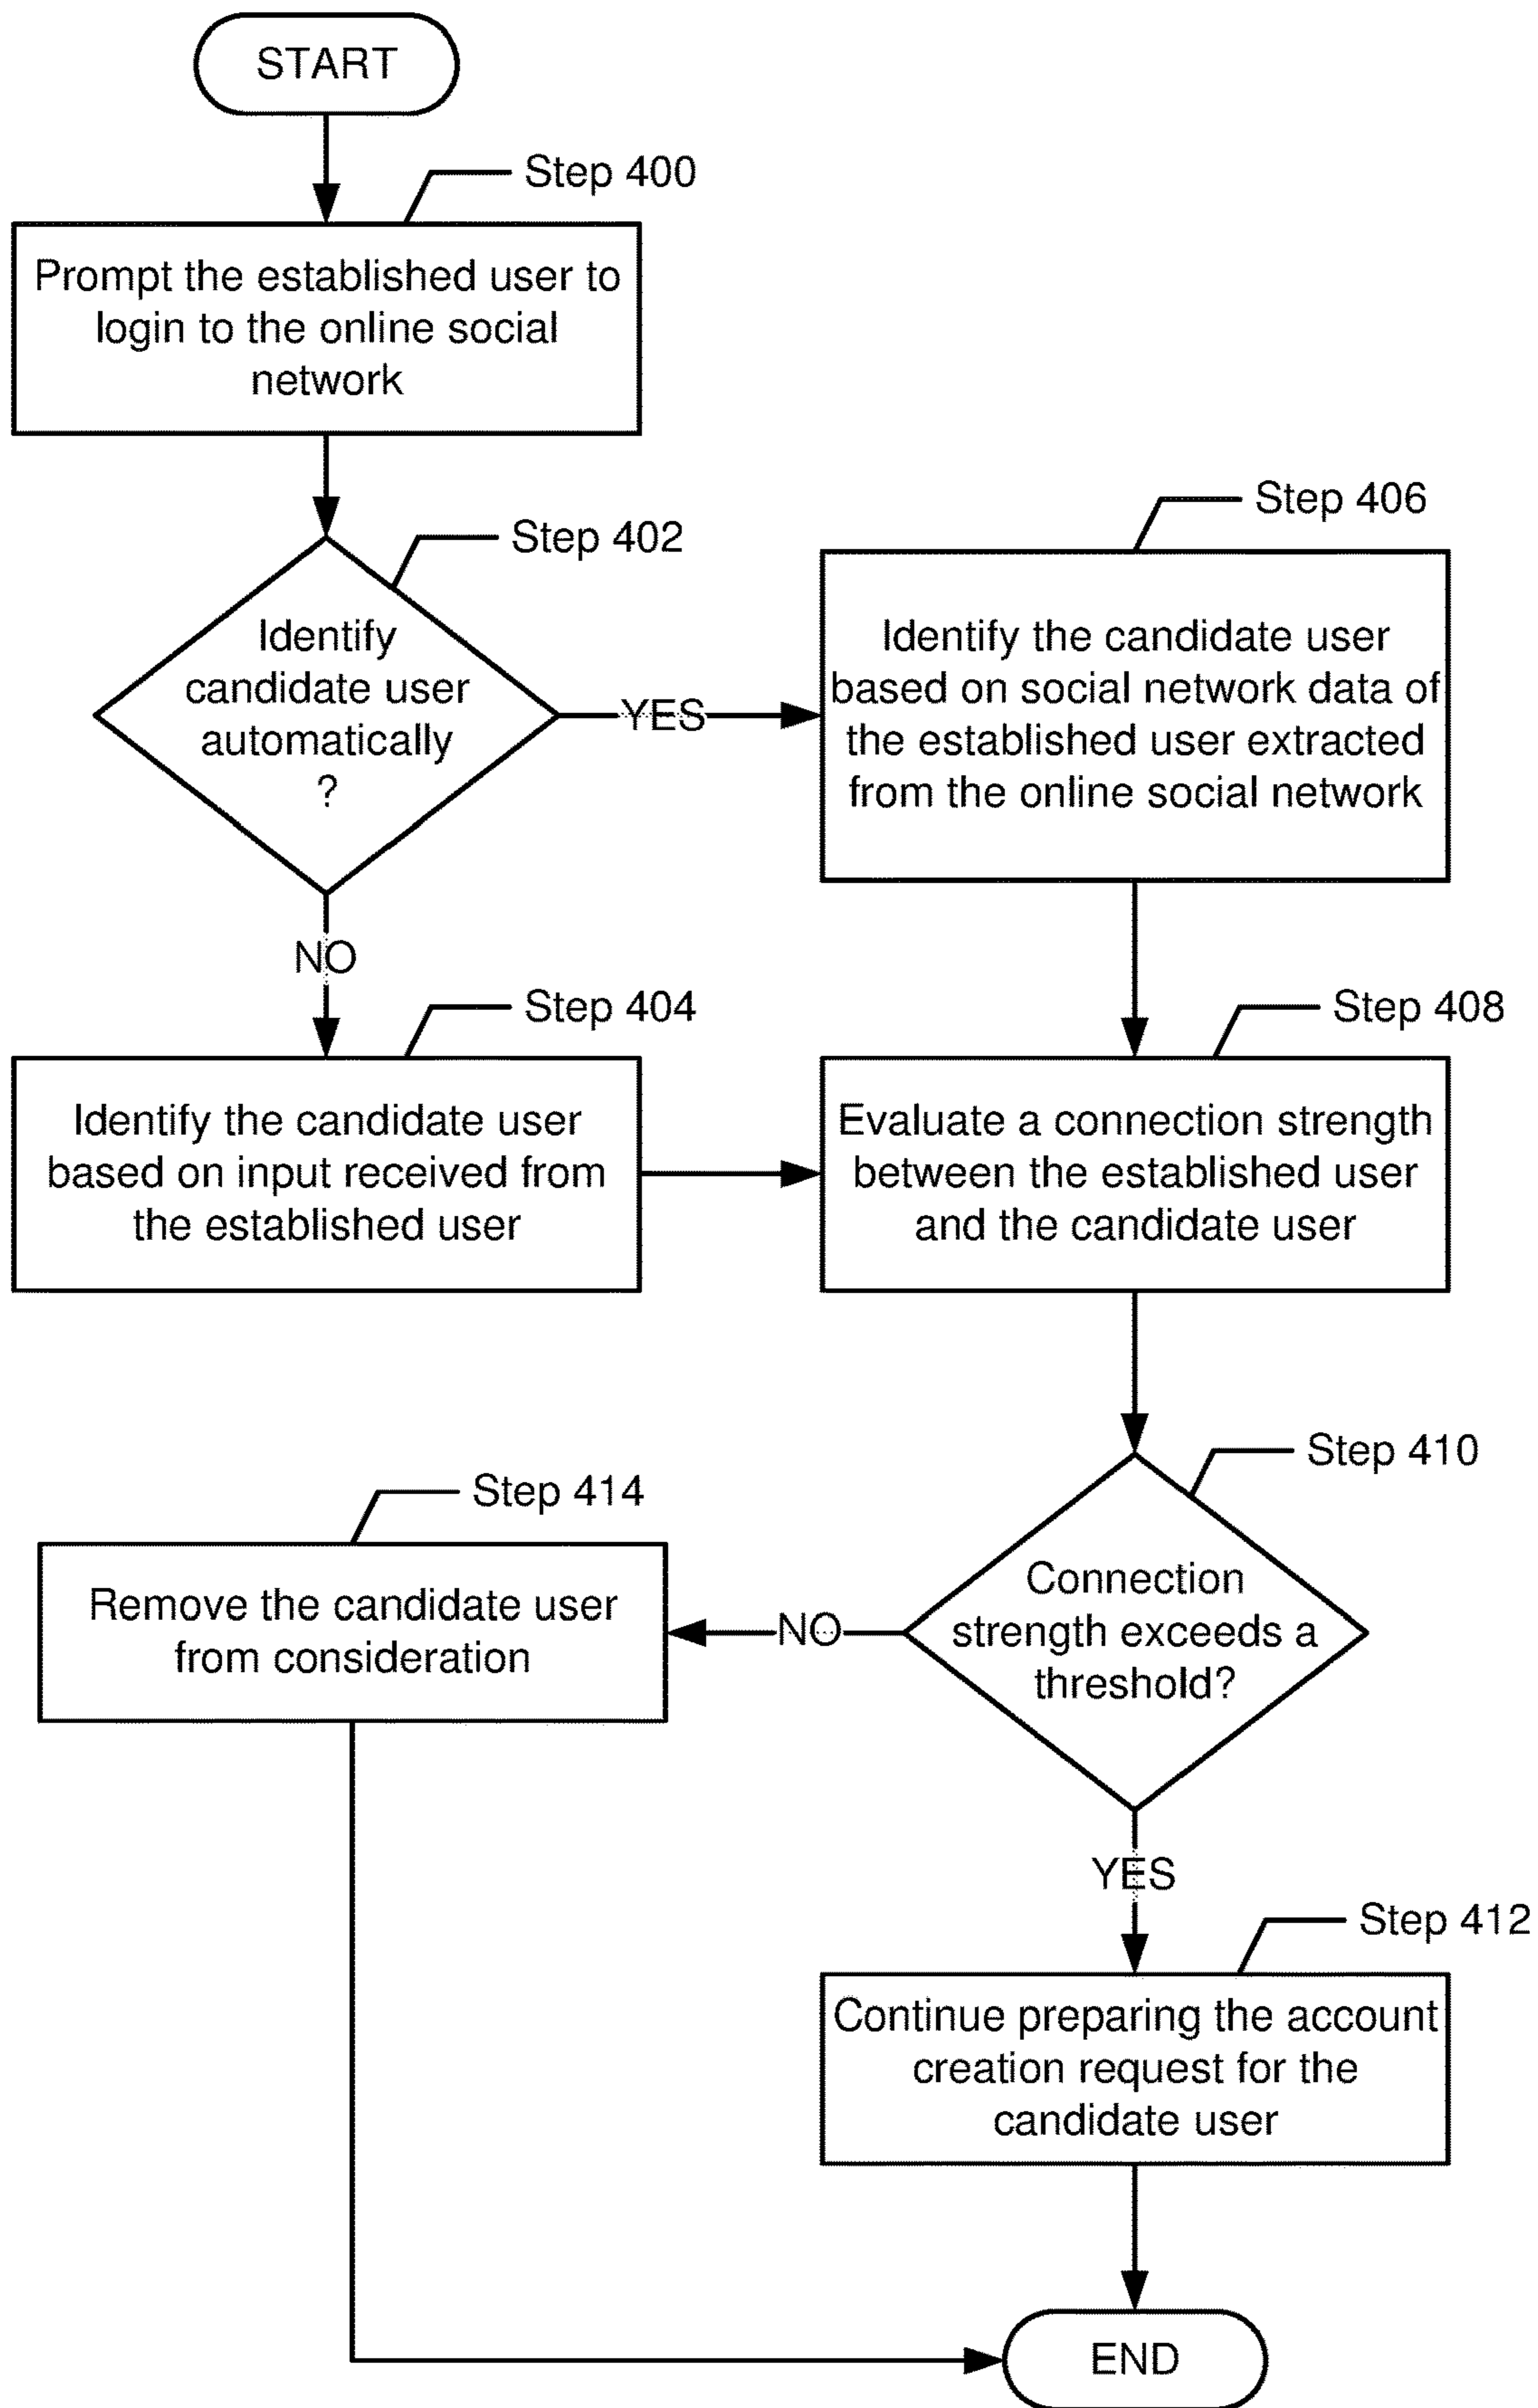 START
Step 400
Prompt the established user to
login to the online social
network
Step 402
Identify
candidate user
automatically
?
YES
Step 406
Identify the candidate user
based on social network data of
the established user extracted
from the online social network
NO
Step 404
Identify the candidate user
based on input received from
the established user
Step 408
Evaluate a connection strength
between the established user
and the candidate user
Step 410
Connection
strength exceeds a
threshold?
NO
Step 414
Remove the candidate user
from consideration
YES
Step 412
Continue preparing the account
creation request for the
candidate user
END